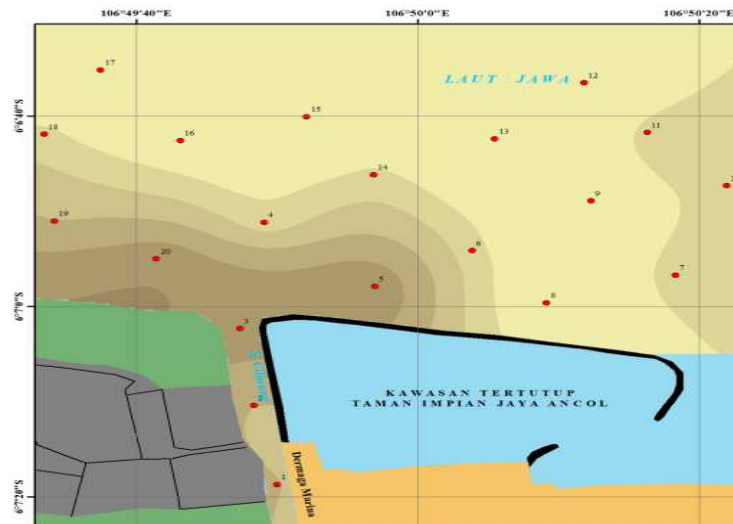 106°49'40"E 106°50'0"E 106°50'20"E
17
LAUT JAWA
12
6°6'40"S
15
18
16
13
11
14
19
4
9
20
6
7
5
8
6°7'0"S
3
KAWASAN TERTUTUP
TAMAN IMPIAN JAYA ANCOL
Dermaga Marina
1
6°7'20"S